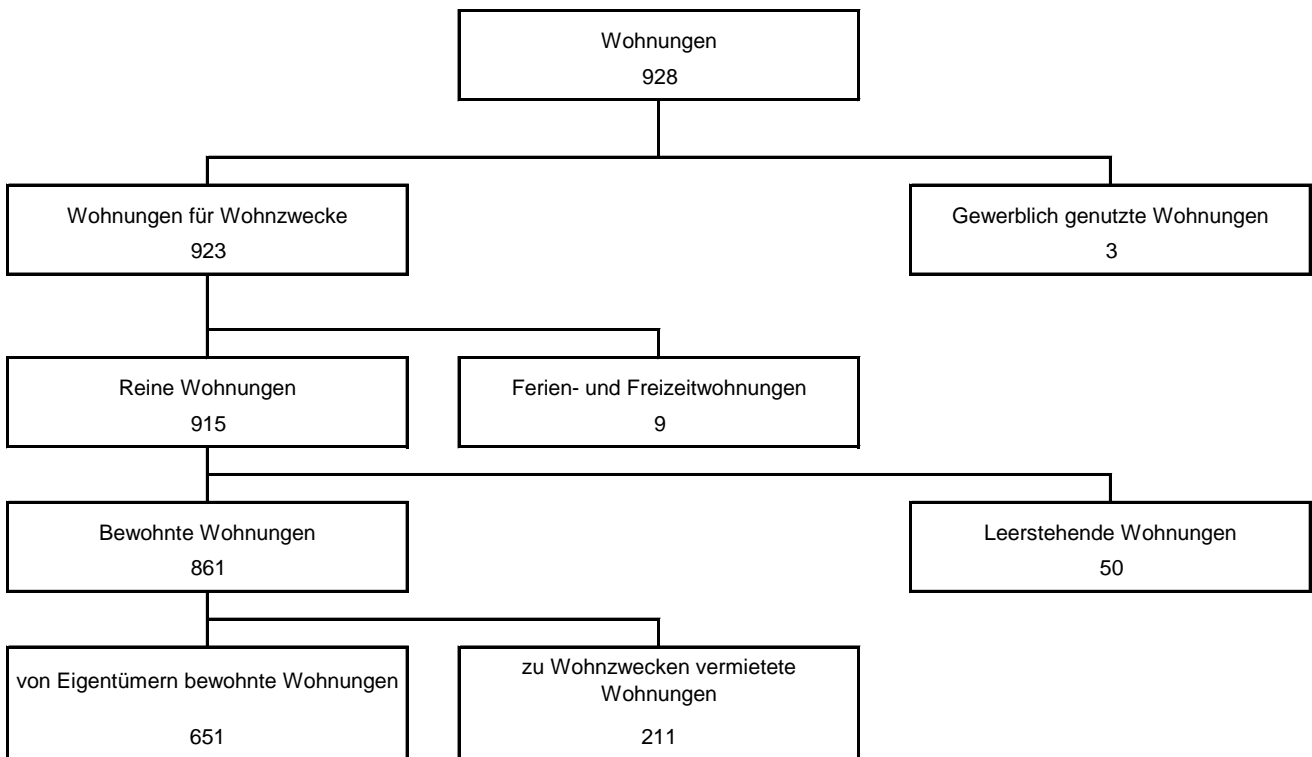 Wohnungen
928
Wohnungen für Wohnzwecke
923
Gewerblich genutzte Wohnungen
3
Reine Wohnungen
915
Ferien- und Freizeitwohnungen
9
Bewohnte Wohnungen
861
Leerstehende Wohnungen
50
von Eigentümern bewohnte Wohnungen
651
zu Wohnzwecken vermietete
Wohnungen
211